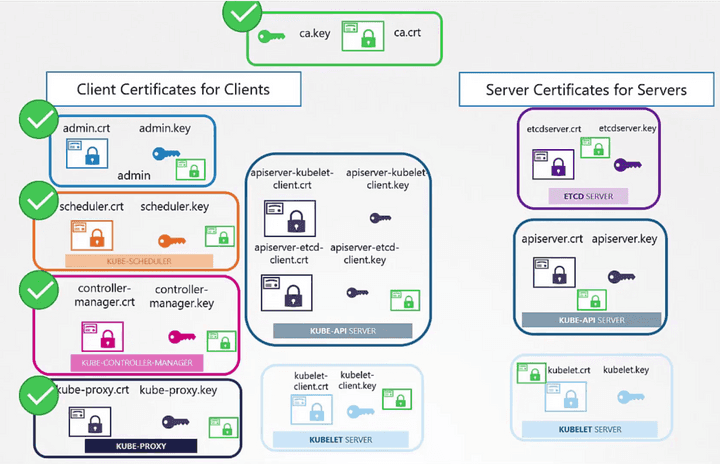 ca.key ca.crt
Client Certificates for Clients
Server Certificates for Servers
admin.crt admin.key
admin
scheduler.crt scheduler.key
KUBE-SCHEDULER
controller-
manager.crt
controller-
manager.key
KUBE-CONTROLLER-MANAGER
kube-proxy.crt kube-proxy.key
KUBE-PROXY
apiserver-kubelet-
client.crt
apiserver-kubelet-
client.key
apiserver-etcd-
client.crt
apiserver-etcd-
client.key
KUBE-API SERVER
kubelet-
client.crt
kubelet-
client.key
KUBELET SERVER
etcdserver.crt etcdserver.key
ETCD SERVER
apiserver.crt apiserver.key
KUBE-API SERVER
kubelet.crt kubelet.key
KUBELET SERVER